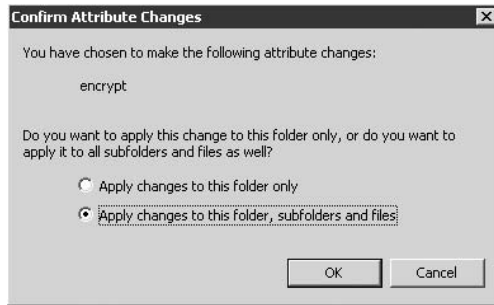 Confirm Attribute Changes
You have chosen to make the following attribute changes:
encrypt
Do you want to apply this change to this folder only, or do you want to
apply it to all subfolders and files as well?
Apply changes to this folder only
Apply changes to this folder, subfolders and files
OK
Cancel